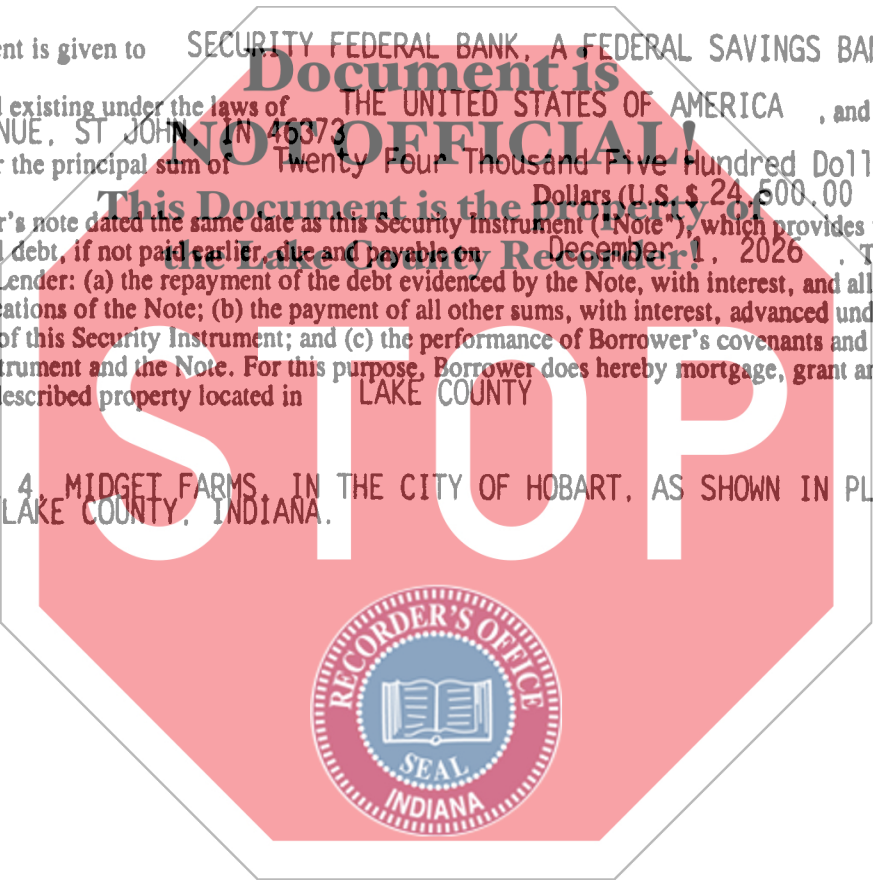 ent is given to SECURITY FEDERAL BANK, A FEDERAL SAVINGS BAN
Document is
existing under the laws of THE UNITED STATES OF AMERICA , and
NUE, ST JOHN, IN 46373
NOT OFFICIAL!
the principal sum of Twenty Four Thousand Five Hundred Doll
Dollars (U.S. $ 24,500.00
This Document is the property of
r's note dated the same date as this Security Instrument ("Note"), which provides
debt, if not paid earlier, due and payable on December 1, 2026 . T
the Lake County Recorder!
Lender: (a) the repayment of the debt evidenced by the Note, with interest, and all
cations of the Note; (b) the payment of all other sums, with interest, advanced und
of this Security Instrument; and (c) the performance of Borrower's covenants and
trument and the Note. For this purpose, Borrower does hereby mortgage, grant an
described property located in LAKE COUNTY
STOP
4, MIDGET FARMS, IN THE CITY OF HOBART, AS SHOWN IN PL
LAKE COUNTY, INDIANA.
RECORDER'S OFFICE
SEAL
INDIANA